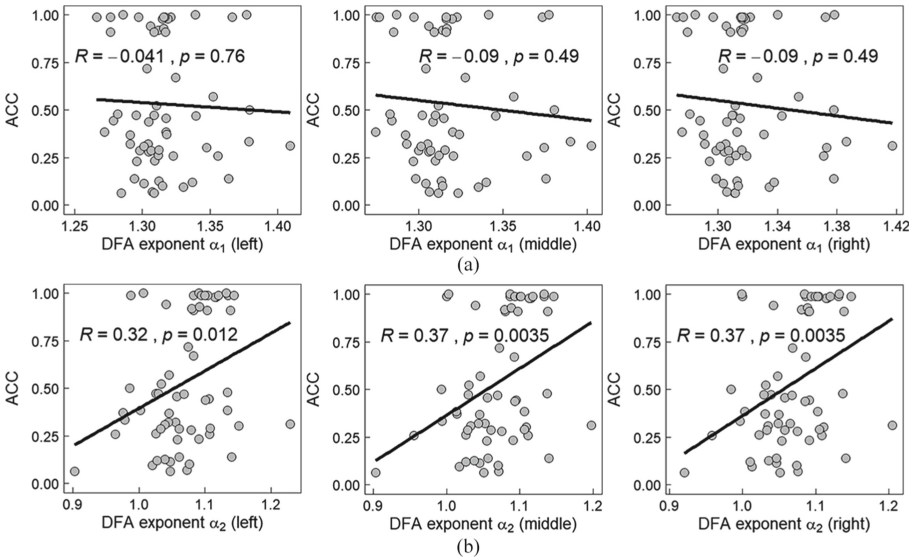 1.00
0.75
0.50
0.25
0.00
ACC
R = −0.041 , p = 0.76
1.25 1.30 1.35 1.40
DFA exponent α1 (left)
R = −0.09 , p = 0.49
1.30 1.35 1.40
DFA exponent α1 (middle)
R = −0.09 , p = 0.49
1.30 1.34 1.38 1.42
DFA exponent α1 (right)
ACC
1.00
0.75
0.50
0.25
0.00
ACC
1.00
0.75
0.50
0.25
0.00
(a)
1.00
0.75
0.50
0.25
0.00
ACC
R = 0.32 , p = 0.012
0.9 1.0 1.1 1.2
DFA exponent α2 (left)
1.00
0.75
0.50
0.25
0.00
ACC
R = 0.37 , p = 0.0035
0.9 1.0 1.1 1.2
DFA exponent α2 (middle)
1.00
0.75
0.50
0.25
0.00
ACC
R = 0.37 , p = 0.0035
0.9 1.0 1.1 1.2
DFA exponent α2 (right)
(b)